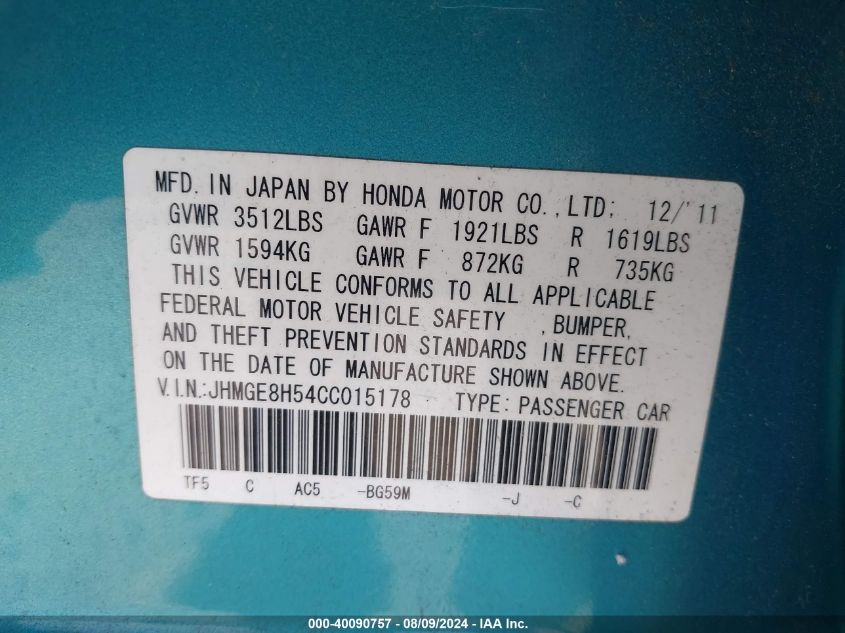 MFD. IN JAPAN BY HONDA MOTOR CO., LTD; 12/'11
GVWR 3512LBS GAWR F 1921LBS R 1619LBS
GVWR 1594KG GAWR F 872KG R 735KG
THIS VEHICLE CONFORMS TO ALL APPLICABLE
FEDERAL MOTOR VEHICLE SAFETY , BUMPER,
AND THEFT PREVENTION STANDARDS IN EFFECT
ON THE DATE OF MANUFACTURE SHOWN ABOVE.
V.I.N.:JHMGE8H54CC015178 TYPE: PASSENGER CAR
TF5 C AC5 -BG59M -J -C
000-40090757 - 08/09/2024 - IAA Inc.